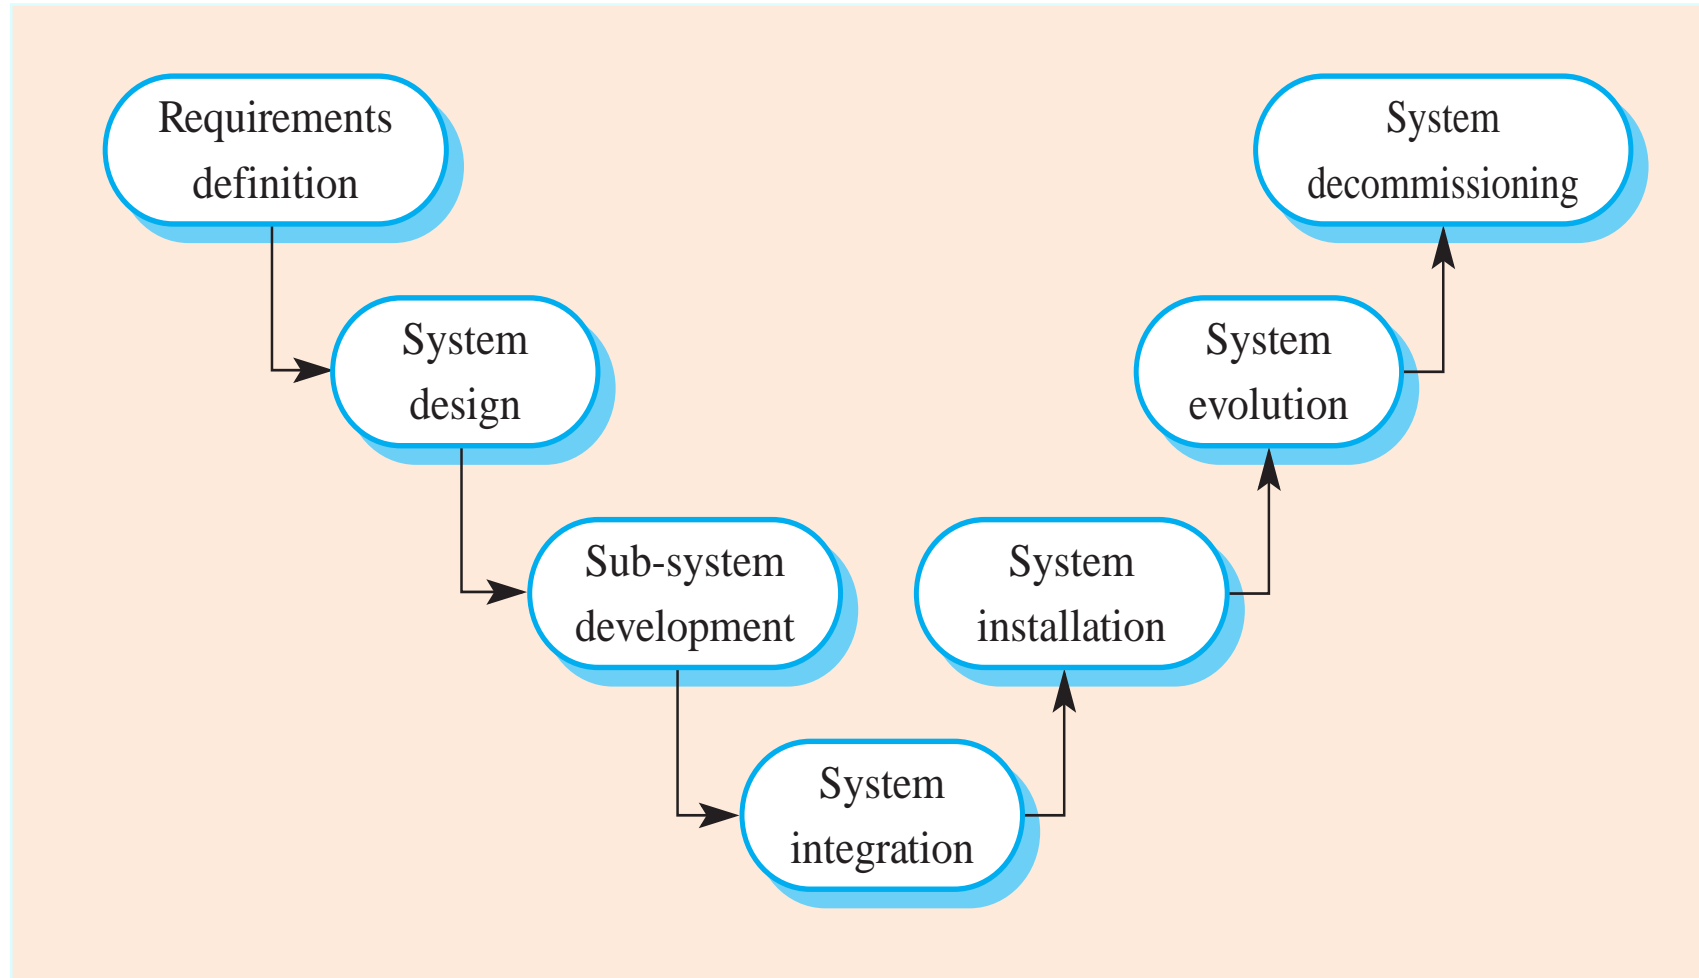 Requirements
definition
System
design
Sub-system
development
System
integration
System
installation
System
evolution
System
decommissioning